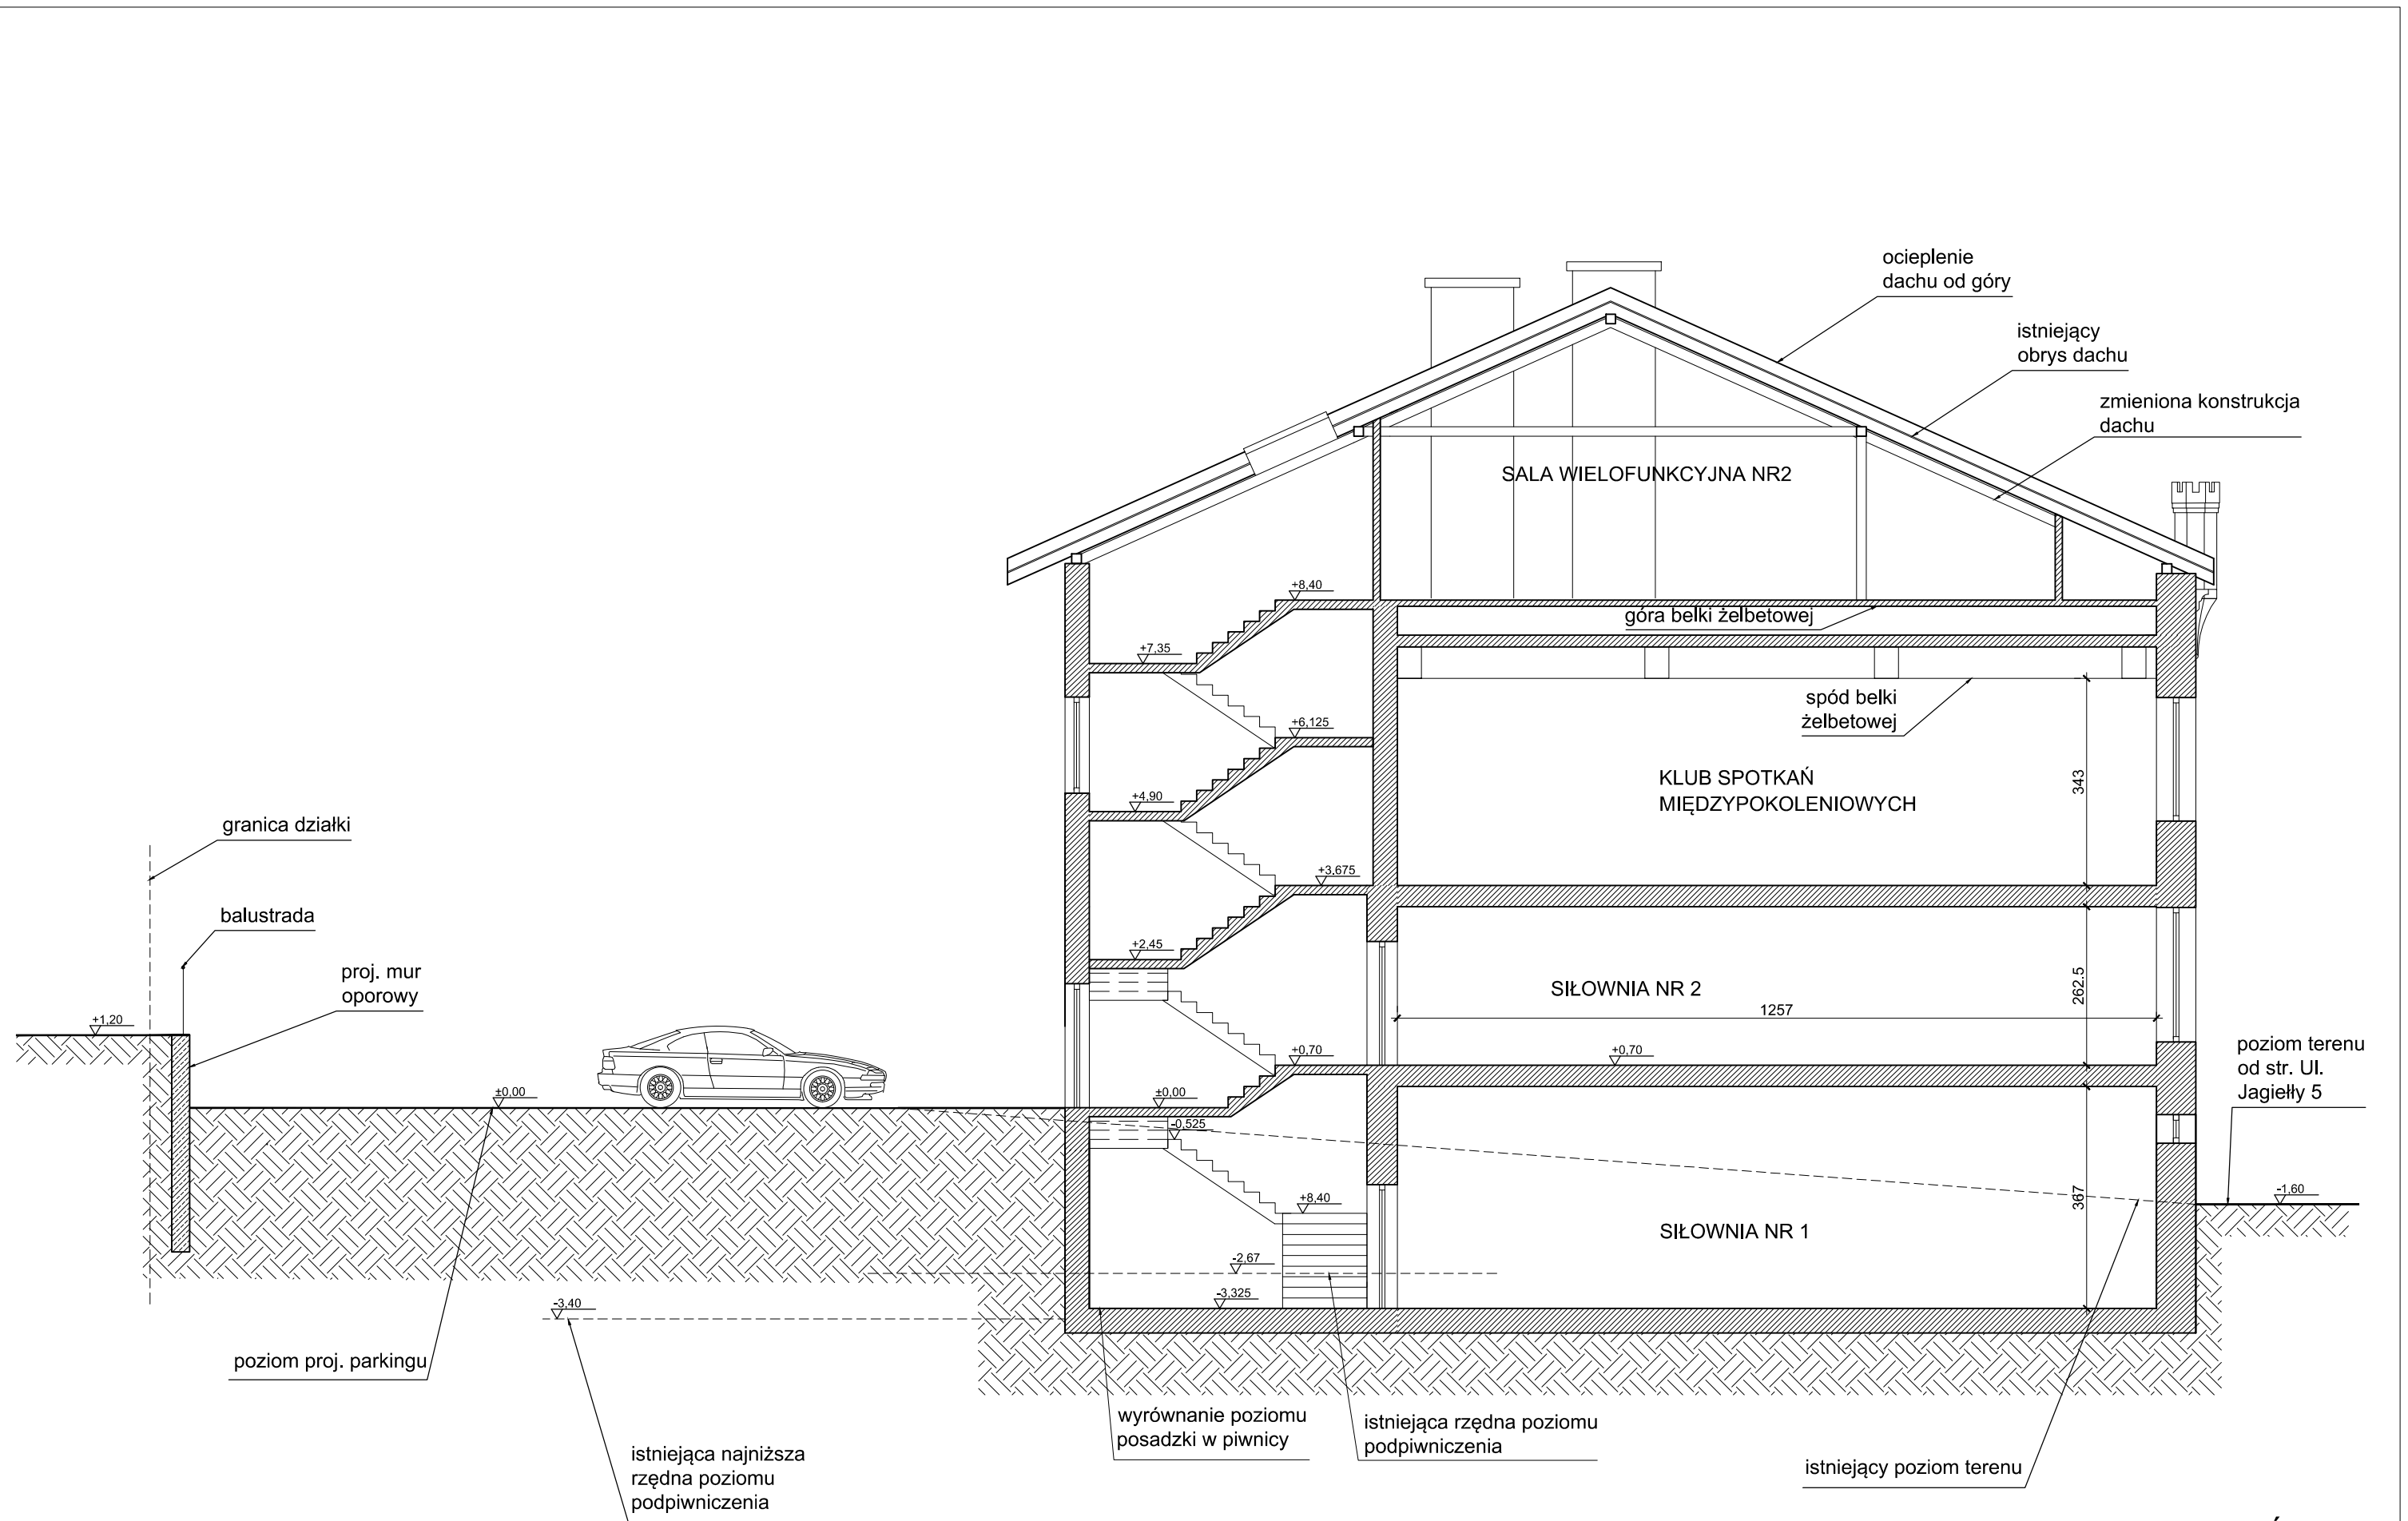 ocieplenie
dachu od góry
istniejący
obrys dachu
zmieniona konstrukcja
dachu
SALA WIELOFUNKCYJNA NR2
+8,40
góra belki żelbetowej
+7,35
spód belki
żelbetowej
+6,125
KLUB SPOTKAŃ
MIĘDZYPOKOLENIOWYCH
343
+4,90
granica działki
+3,675
balustrada
+2,45
proj. mur
oporowy
SIŁOWNIA NR 2
262.5
1257
+1,20
+0,70
+0,70
poziom terenu
od str. Ul.
Jagiełły 5
±0,00
±0,00
-0,525
+8,40
367
-1,60
SIŁOWNIA NR 1
-2,67
-3,325
-3,40
poziom proj. parkingu
wyrównanie poziomu
posadzki w piwnicy
istniejąca rzędna poziomu
podpiwniczenia
istniejąca najniższa
rzędna poziomu
podpiwniczenia
istniejący poziom terenu